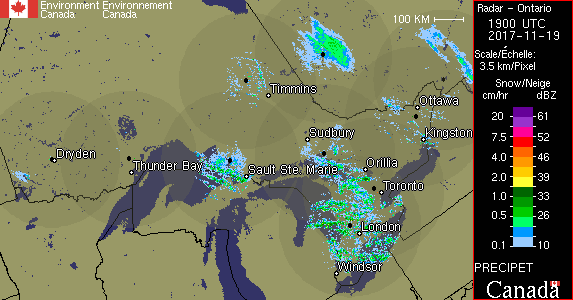 Environment Environnement
Canada Canada
100 KM
Radar - Ontario
1900 UTC
2017-11-19
Scale/Échelle:
3.5 km/Pixel
Snow/Neige
cm/hr dBZ
20 61
7.5 52
4.0 46
2.0 39
1.0 33
0.5 26
0.1 10
PRECIPET
Canada
Timmins
Ottawa
Sudbury
Kingston
Dryden
Thunder Bay
Sault Ste. Marie
Orillia
Toronto
London
Windsor